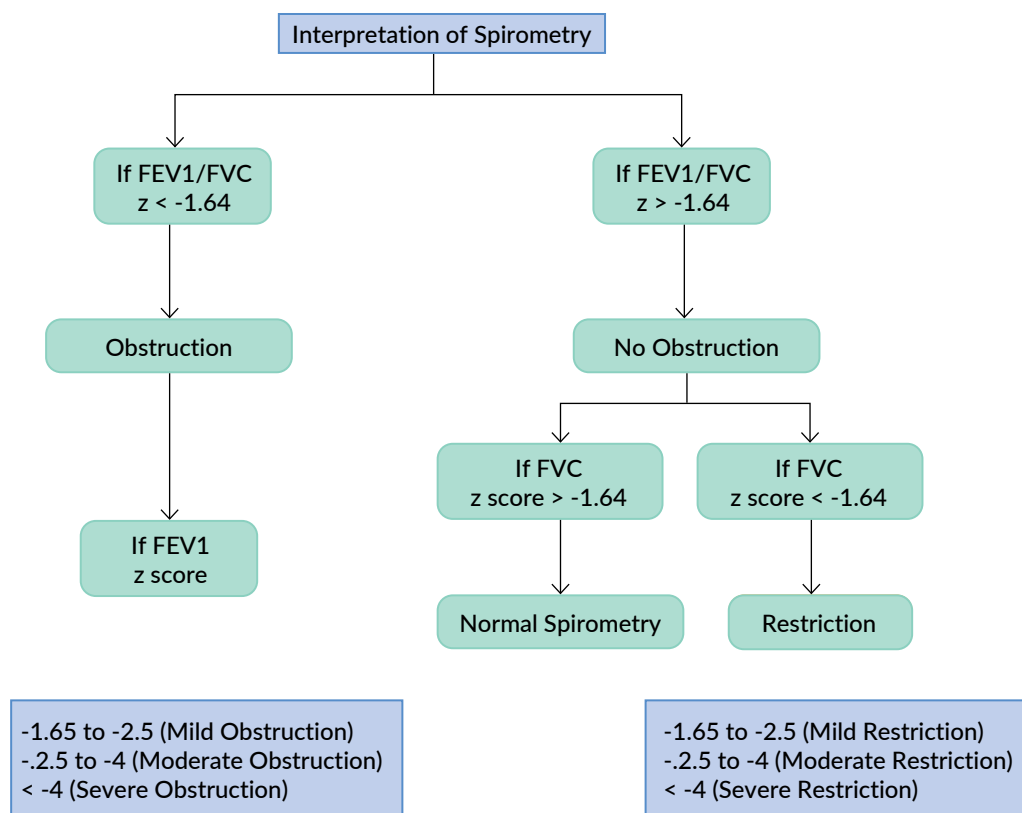 Interpretation of Spirometry
If FEV1/FVC
z < -1.64
If FEV1/FVC
z > -1.64
Obstruction
No Obstruction
If FVC
z score > -1.64
If FVC
z score < -1.64
If FEV1
z score
Normal Spirometry
Restriction
-1.65 to -2.5 (Mild Obstruction)
-.2.5 to -4 (Moderate Obstruction)
< -4 (Severe Obstruction)
-1.65 to -2.5 (Mild Restriction)
-.2.5 to -4 (Moderate Restriction)
< -4 (Severe Restriction)